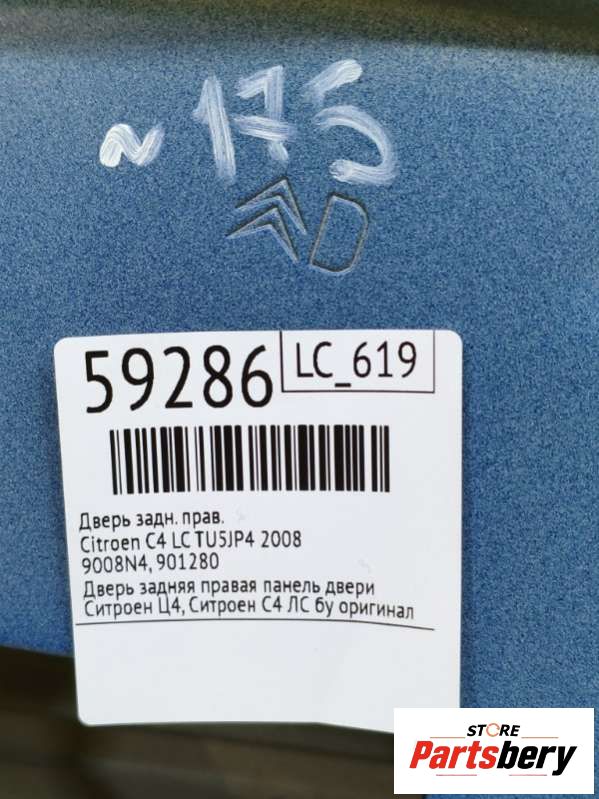 ~ 175
D
59286
LC_619
Дверь задн. прав.
Citroen C4 LC TU5JP4 2008
9008N4, 901280
Дверь задняя правая панель двери
Ситроен Ц4, Ситроен С4 ЛС бу оригинал
STORE
Partsbery